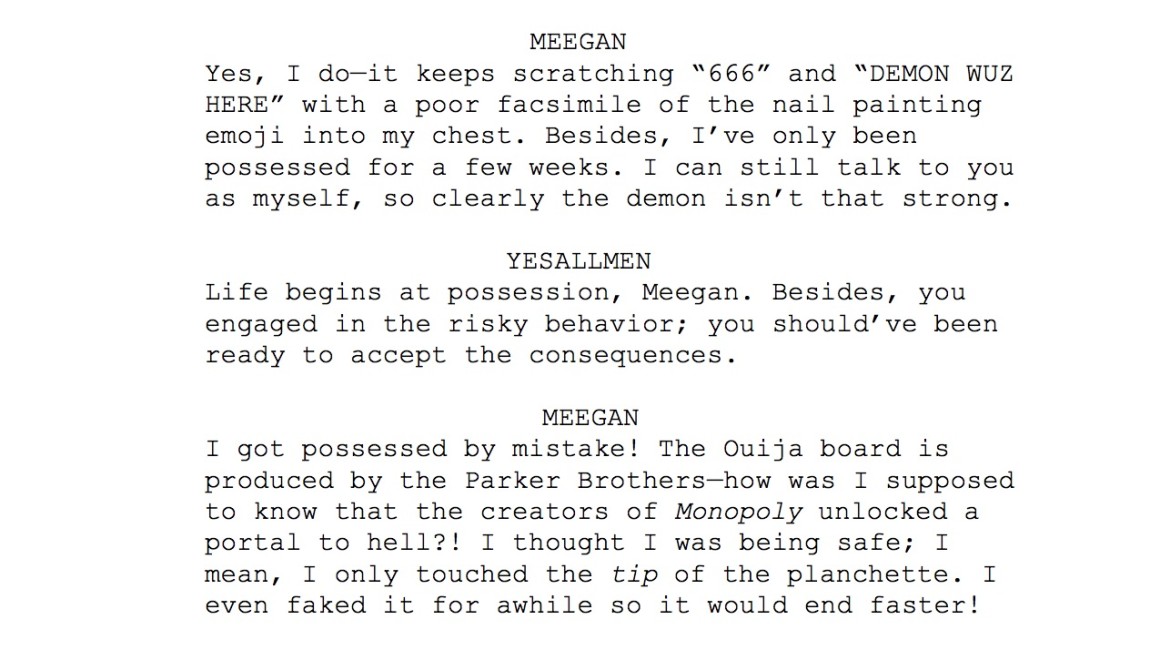 MEEGAN
Yes, I do—it keeps scratching “666” and “DEMON WUZ
HERE” with a poor facsimile of the nail painting
emoji into my chest. Besides, I’ve only been
possessed for a few weeks. I can still talk to you
as myself, so clearly the demon isn’t that strong.
YESALLMEN
Life begins at possession, Meegan. Besides, you
engaged in the risky behavior; you should’ve been
ready to accept the consequences.
MEEGAN
I got possessed by mistake! The Ouija board is
produced by the Parker Brothers—how was I supposed
to know that the creators of Monopoly unlocked a
portal to hell?! I thought I was being safe; I
mean, I only touched the tip of the planchette. I
even faked it for awhile so it would end faster!